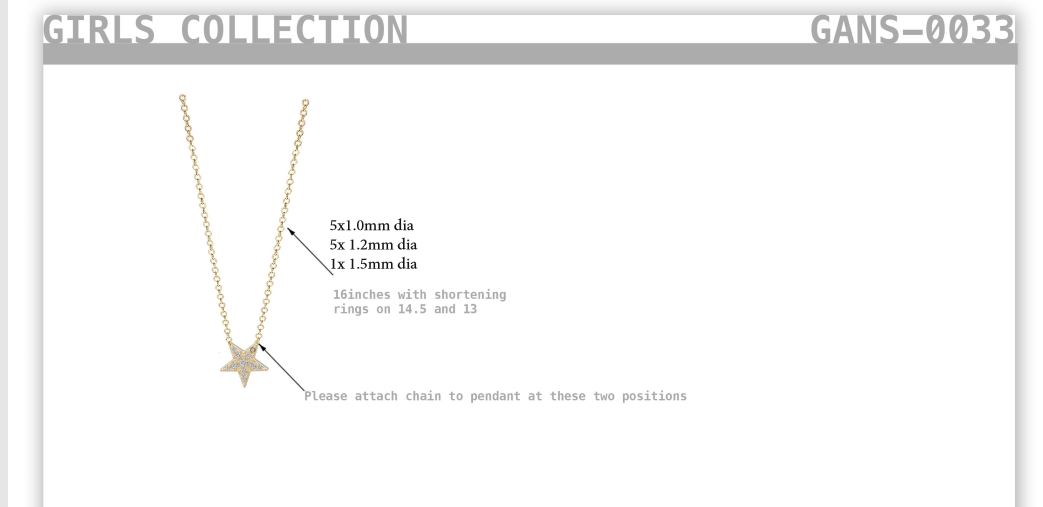 GIRLS COLLECTION
GANS-0033
5x1.0mm dia
5x 1.2mm dia
1x 1.5mm dia
16inches with shortening
rings on 14.5 and 13
Please attach chain to pendant at these two positions